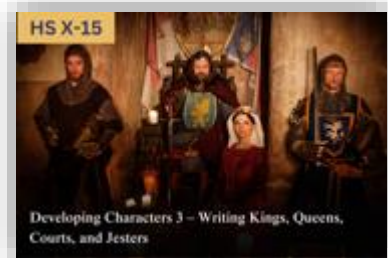 HS X-15
Developing Characters 3 – Writing Kings, Queens,
Courts, and Jesters